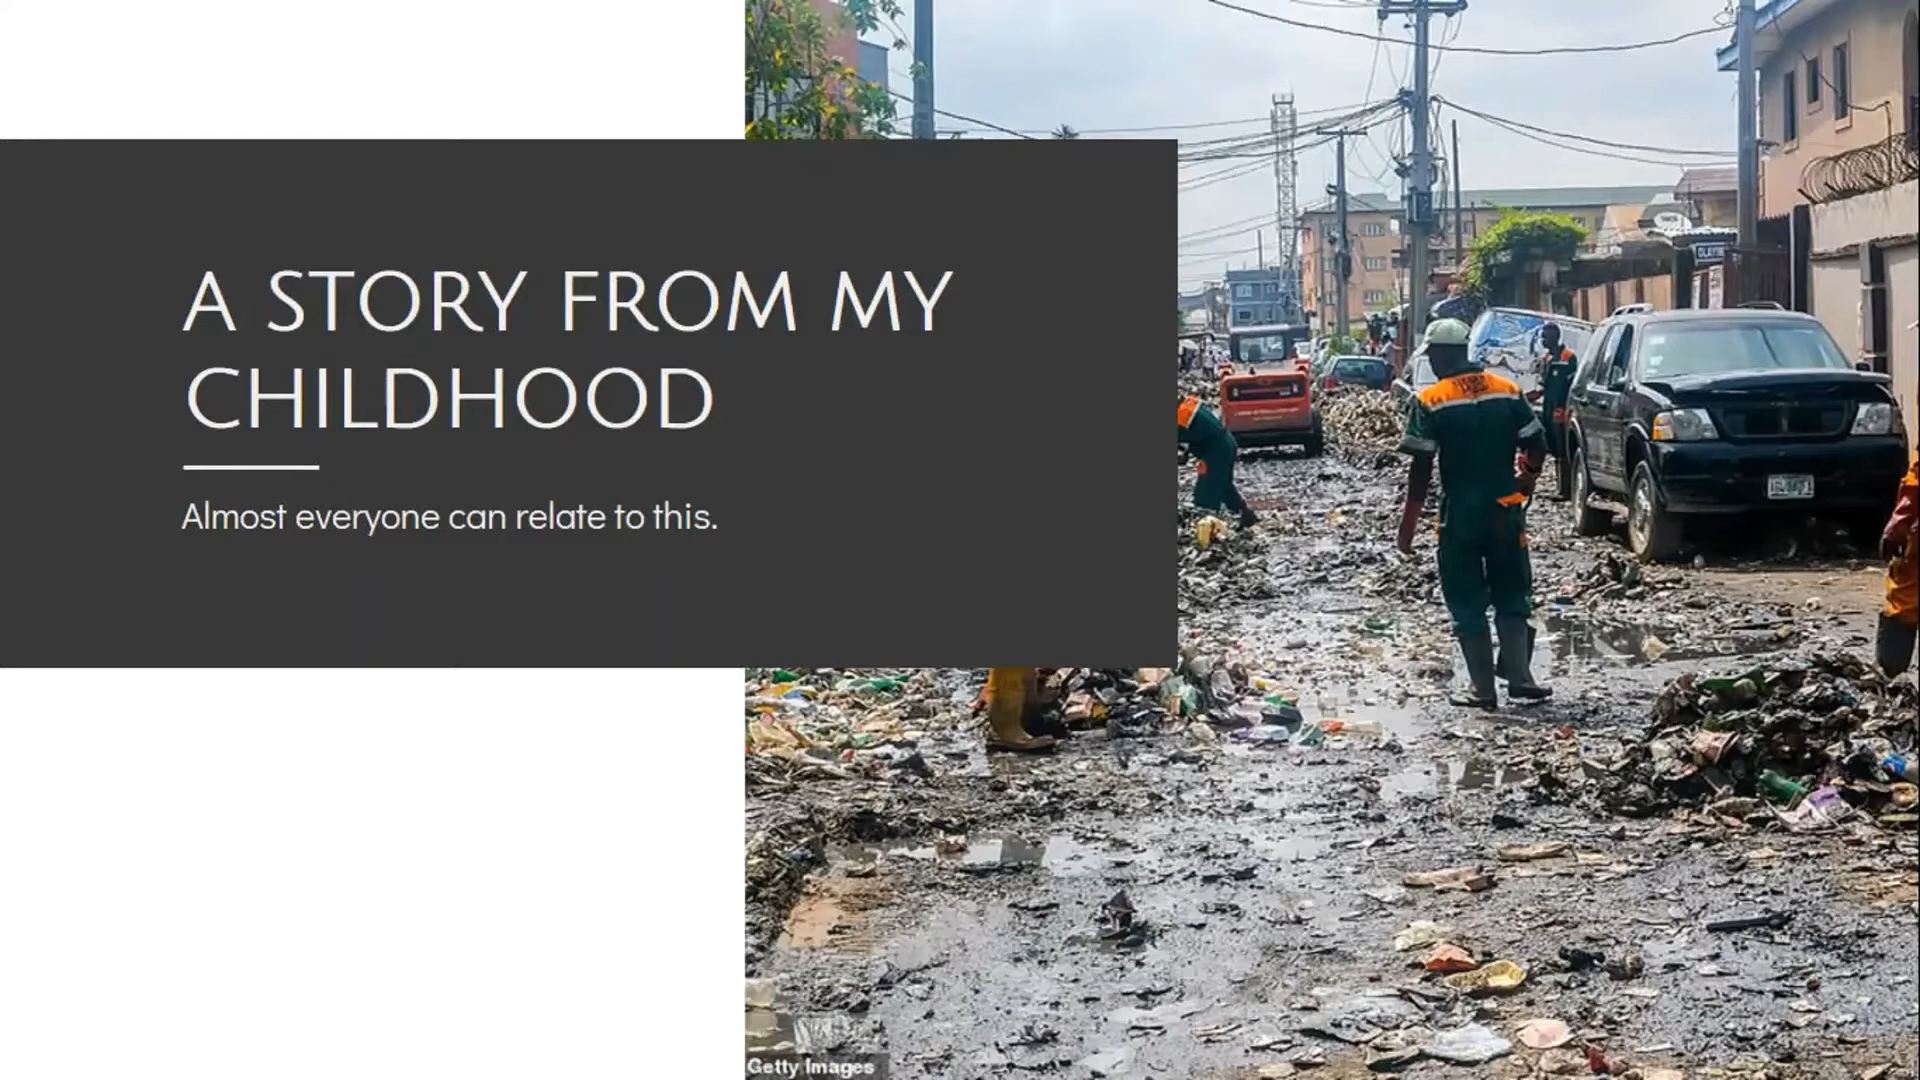 A STORY FROM MY
CHILDHOOD
Almost everyone can relate to this.
Getty Images